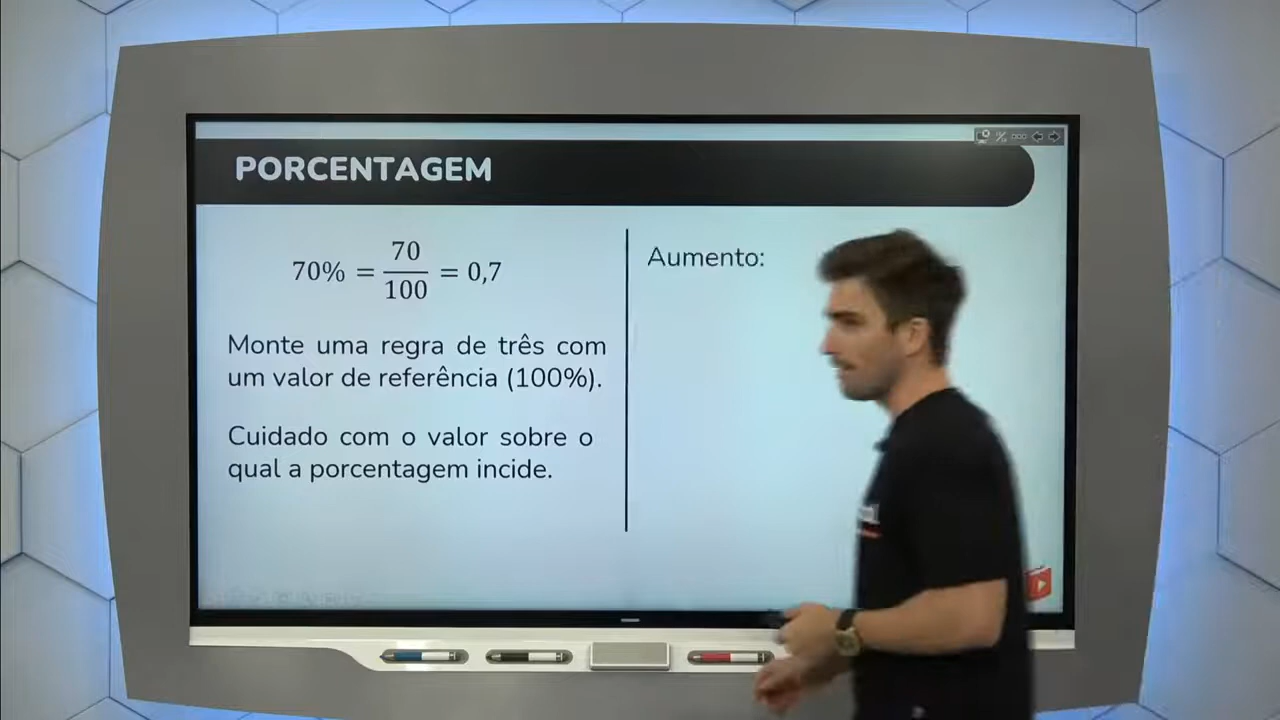 PORCENTAGEM
70% = 70/100 = 0,7
Monte uma regra de três com
um valor de referência (100%).
Cuidado com o valor sobre o
qual a porcentagem incide.
Aumento: